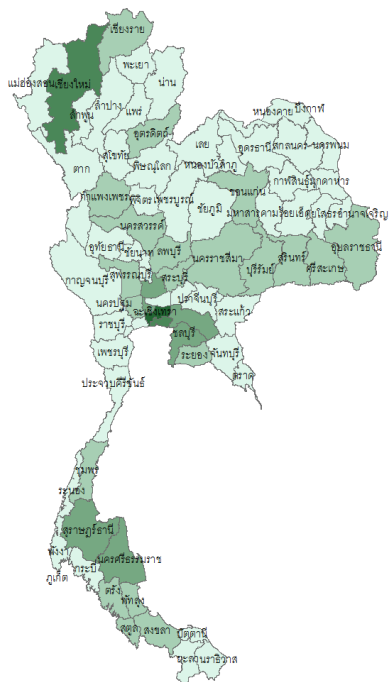 เชียงราย
พะเยา
แม่ฮ่องสอน
เชียงใหม่
น่าน
ลำปาง
ลำพูน
แพร่
อุตรดิตถ์
สุโขทัย
ตาก
พิษณุโลก
เลย
หนองคาย
บึงกาฬ
อุดรธานี
สกลนคร
นครพนม
หนองบัวลำภู
กำแพงเพชร
พิจิตร
เพชรบูรณ์
ขอนแก่น
กาฬสินธุ์
มุกดาหาร
ชัยภูมิ
มหาสารคาม
ร้อยเอ็ด
ยโสธร
อำนาจเจริญ
นครสวรรค์
อุทัยธานี
ชัยนาท
ลพบุรี
นครราชสีมา
บุรีรัมย์
สุรินทร์
ศรีสะเกษ
อุบลราชธานี
กาญจนบุรี
สุพรรณบุรี
สระบุรี
นครปฐม
ปราจีนบุรี
ฉะเชิงเทรา
สระแก้ว
ราชบุรี
ชลบุรี
เพชรบุรี
ระยอง
จันทบุรี
ตราด
ประจวบคีรีขันธ์
ชุมพร
ระนอง
สุราษฎร์ธานี
พังงา
กระบี่
นครศรีธรรมราช
ภูเก็ต
ตรัง
พัทลุง
สตูล
สงขลา
ปัตตานี
ยะลา
นราธิวาส